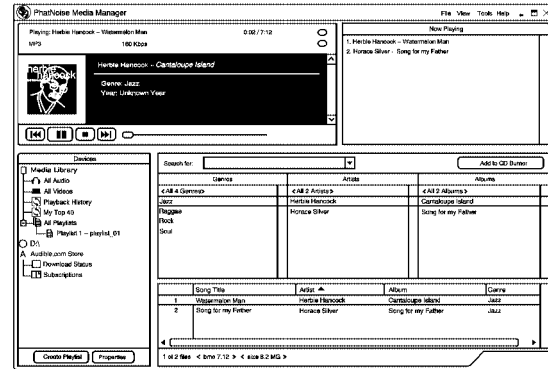 PhatNoise Media Manager
File View Tools Help
Playing: Herbie Hancock – Watermelon Man 0:02 / 7:12
MP3 160 Kbps
herbie hancock
Herbie Hancock – Cantaloupe Island
Genre: Jazz
Year: Unknown Year
Now Playing
1. Herbie Hancock – Watermelon Man
2. Horace Silver - Song for my Father
Devices
Media Library
All Audio
All Videos
Playback History
My Top 40
All Playlists
Playlist 1 – playlist_01
D:\
Audible.com Store
Download Status
Subscriptions
Create Playlist Properties
Search for:
Add to CD Burner
Genres Artists Albums
<All 4 Genres> <All 2 Artists> <All 2 Albums>
Jazz Herbie Hancock Cantaloupe Island
Reggae Horace Silver Song for my Father
Rock
Soul
Song Title Artist Album Genre
1 Watermelon Man Herbie Hancock Cantaloupe Island Jazz
2 Song for my Father Horace Silver Song for my Father Jazz
1 of 2 files < time 7.12 > < size 8.2 MG >